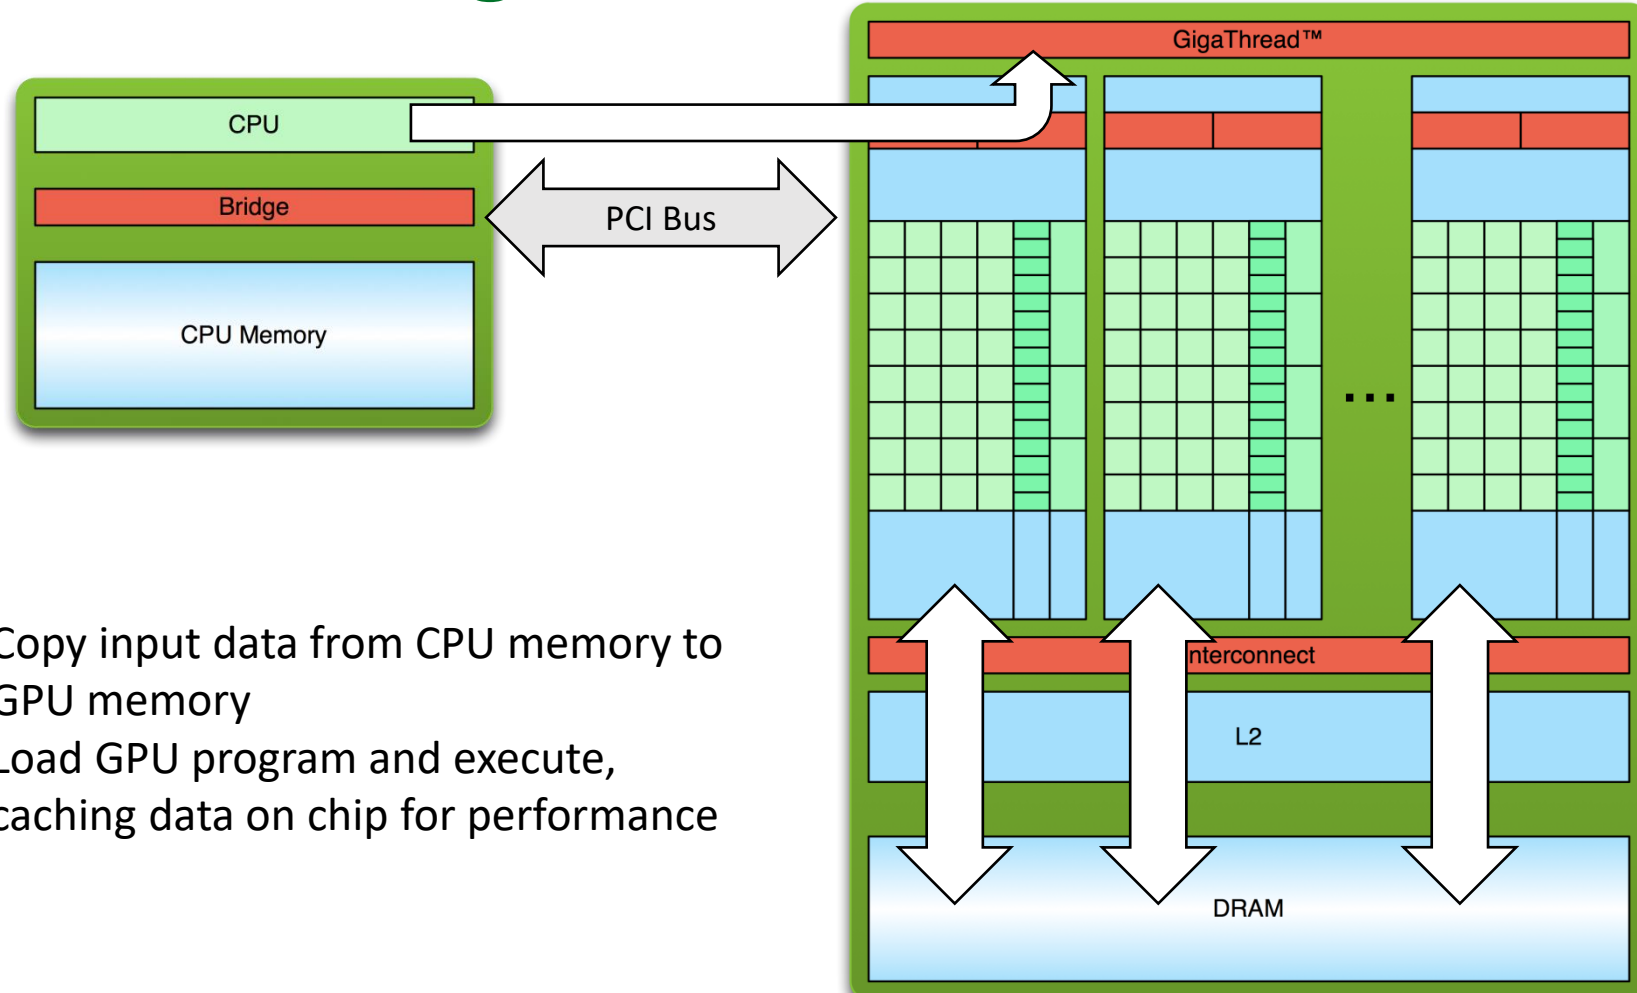 GigaThread™
CPU
Bridge
PCI Bus
CPU Memory
...
Copy input data from CPU memory to
GPU memory
Load GPU program and execute,
caching data on chip for performance
nterconnect
L2
DRAM